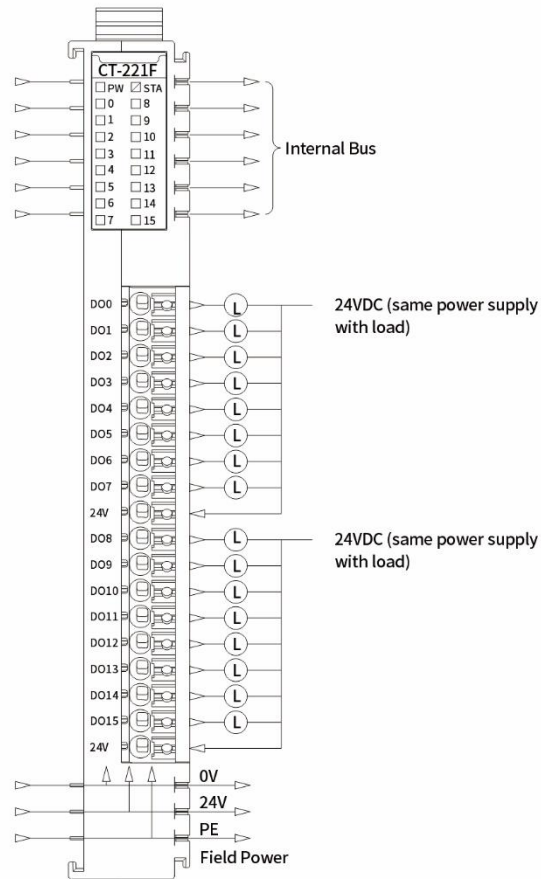 CT-221F
PW STA
0 8
1 9
2 10
3 11
4 12
5 13
6 14
7 15
Internal Bus
DO0 L
24VDC (same power supply
with load)
DO1 L
DO2 L
DO3 L
DO4 L
DO5 L
DO6 L
DO7 L
24V
DO8 L
24VDC (same power supply
with load)
DO9 L
DO10 L
DO11 L
DO12 L
DO13 L
DO14 L
DO15 L
24V
0V
24V
PE
Field Power